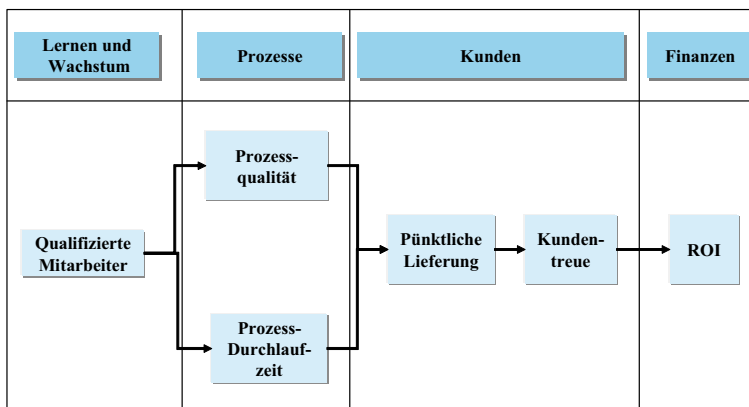 Lernen und
Wachstum
Prozesse
Kunden
Finanzen
Prozess-
qualität
Qualifizierte
Mitarbeiter
Pünktliche
Lieferung
Kunden-
treue
ROI
Prozess-
Durchlauf-
zeit